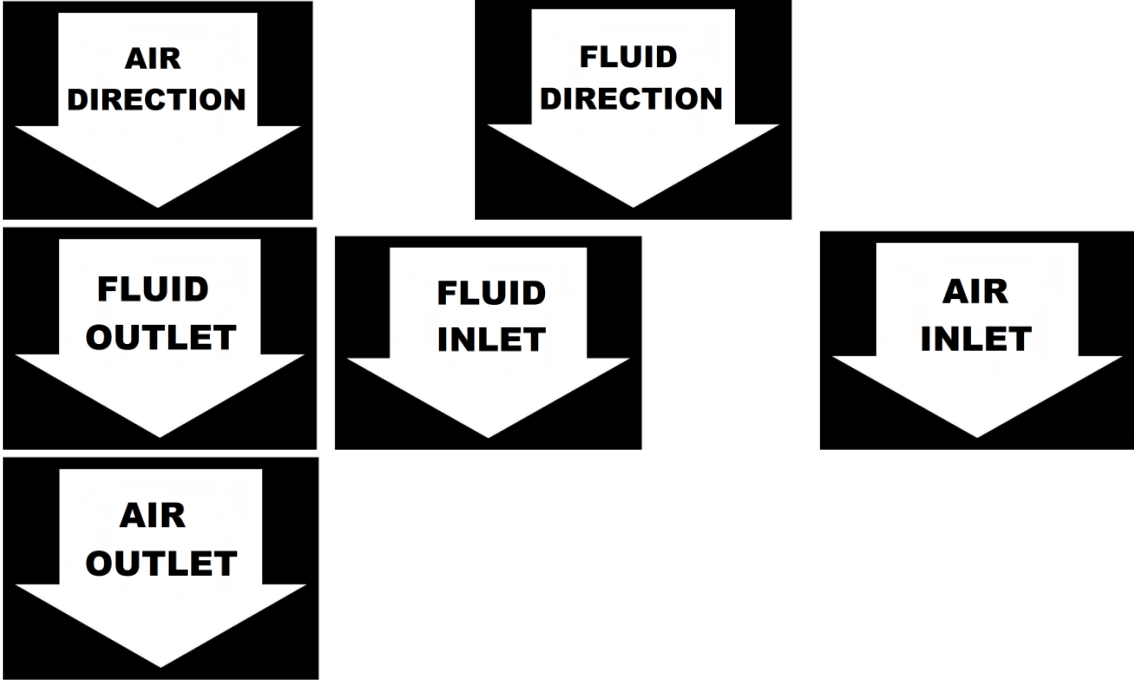 AIR
DIRECTION
FLUID
DIRECTION
FLUID
OUTLET
FLUID
INLET
AIR
INLET
AIR
OUTLET